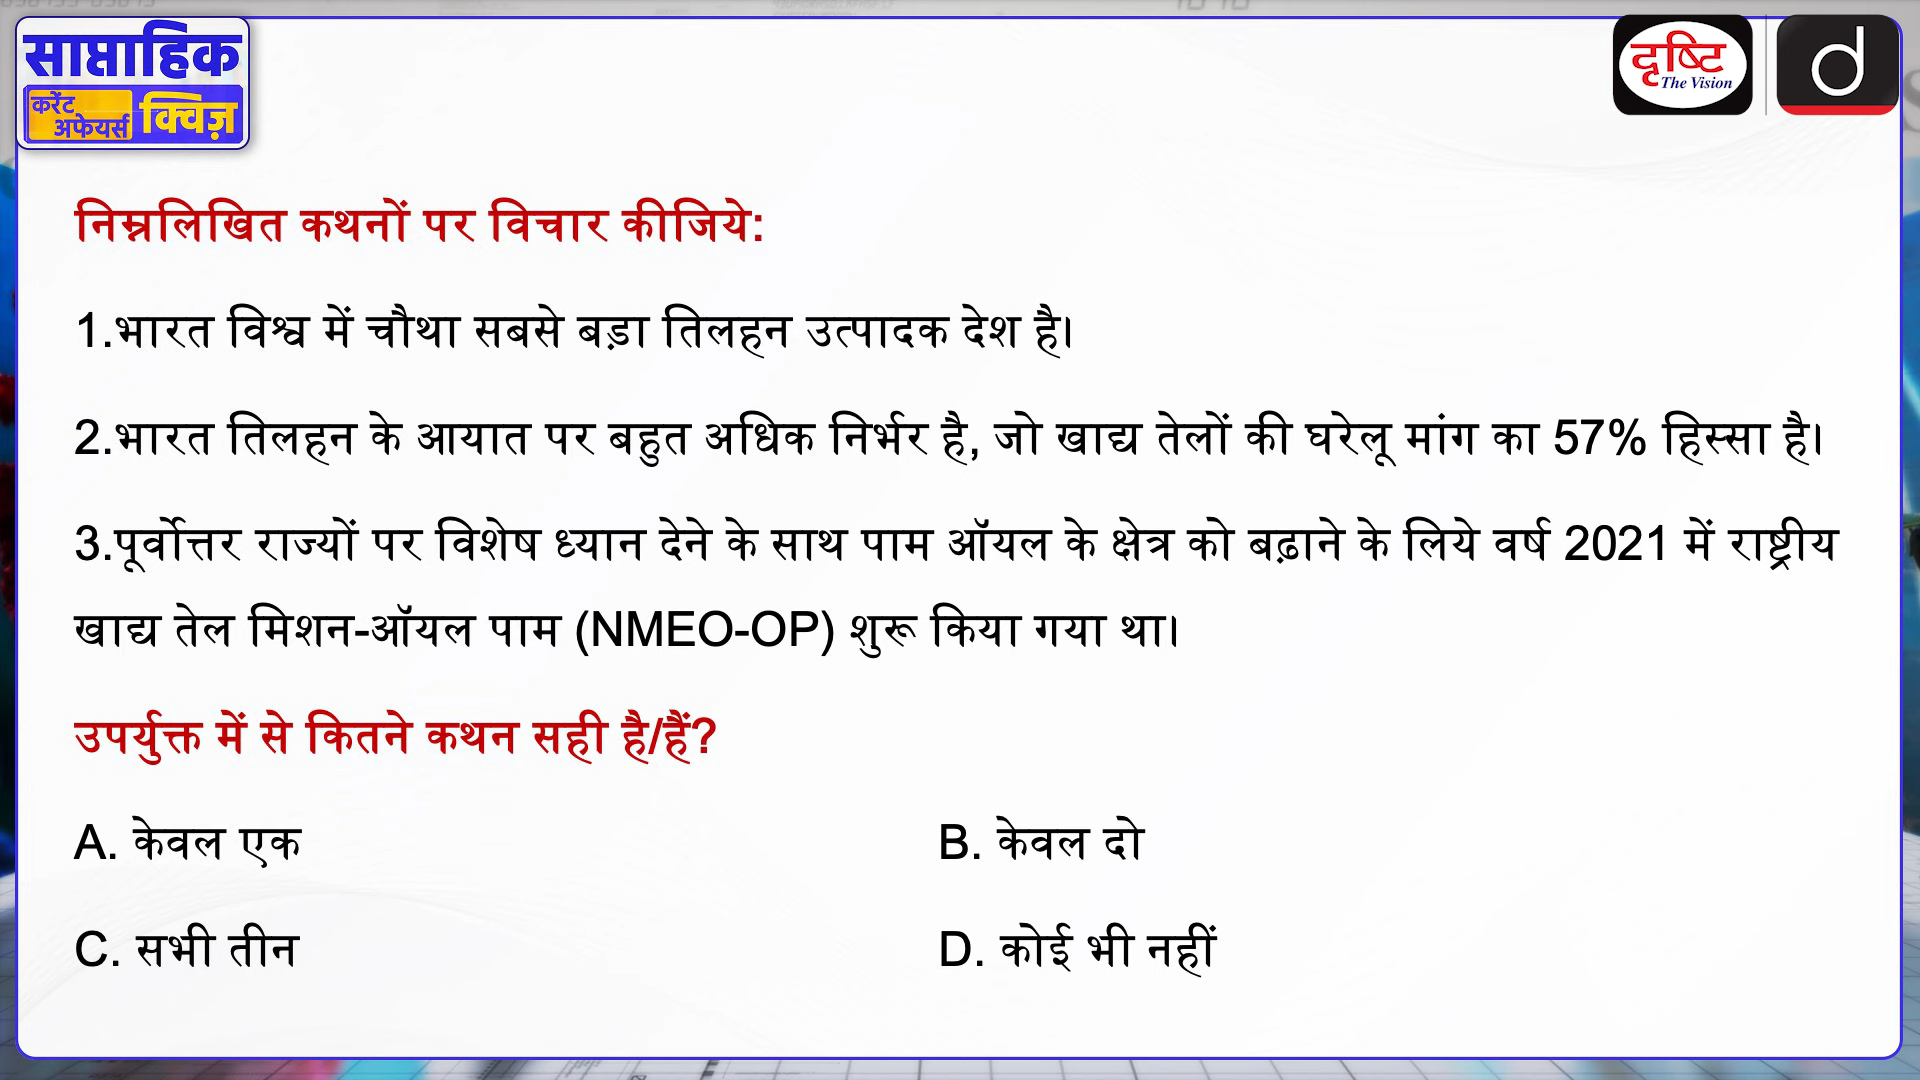 साप्ताहिक
करेंट
अफेयर्स
क्विज़
दृष्टि
The Vision
d
निम्नलिखित कथनों पर विचार कीजिये:
1.भारत विश्व में चौथा सबसे बड़ा तिलहन उत्पादक देश है।
2.भारत तिलहन के आयात पर बहुत अधिक निर्भर है, जो खाद्य तेलों की घरेलू मांग का 57% हिस्सा है।
3.पूर्वोत्तर राज्यों पर विशेष ध्यान देने के साथ पाम ऑयल के क्षेत्र को बढ़ाने के लिये वर्ष 2021 में राष्ट्रीय
खाद्य तेल मिशन-ऑयल पाम (NMEO-OP) शुरू किया गया था।
उपर्युक्त में से कितने कथन सही है/हैं?
A. केवल एक
B. केवल दो
C. सभी तीन
D. कोई भी नहीं